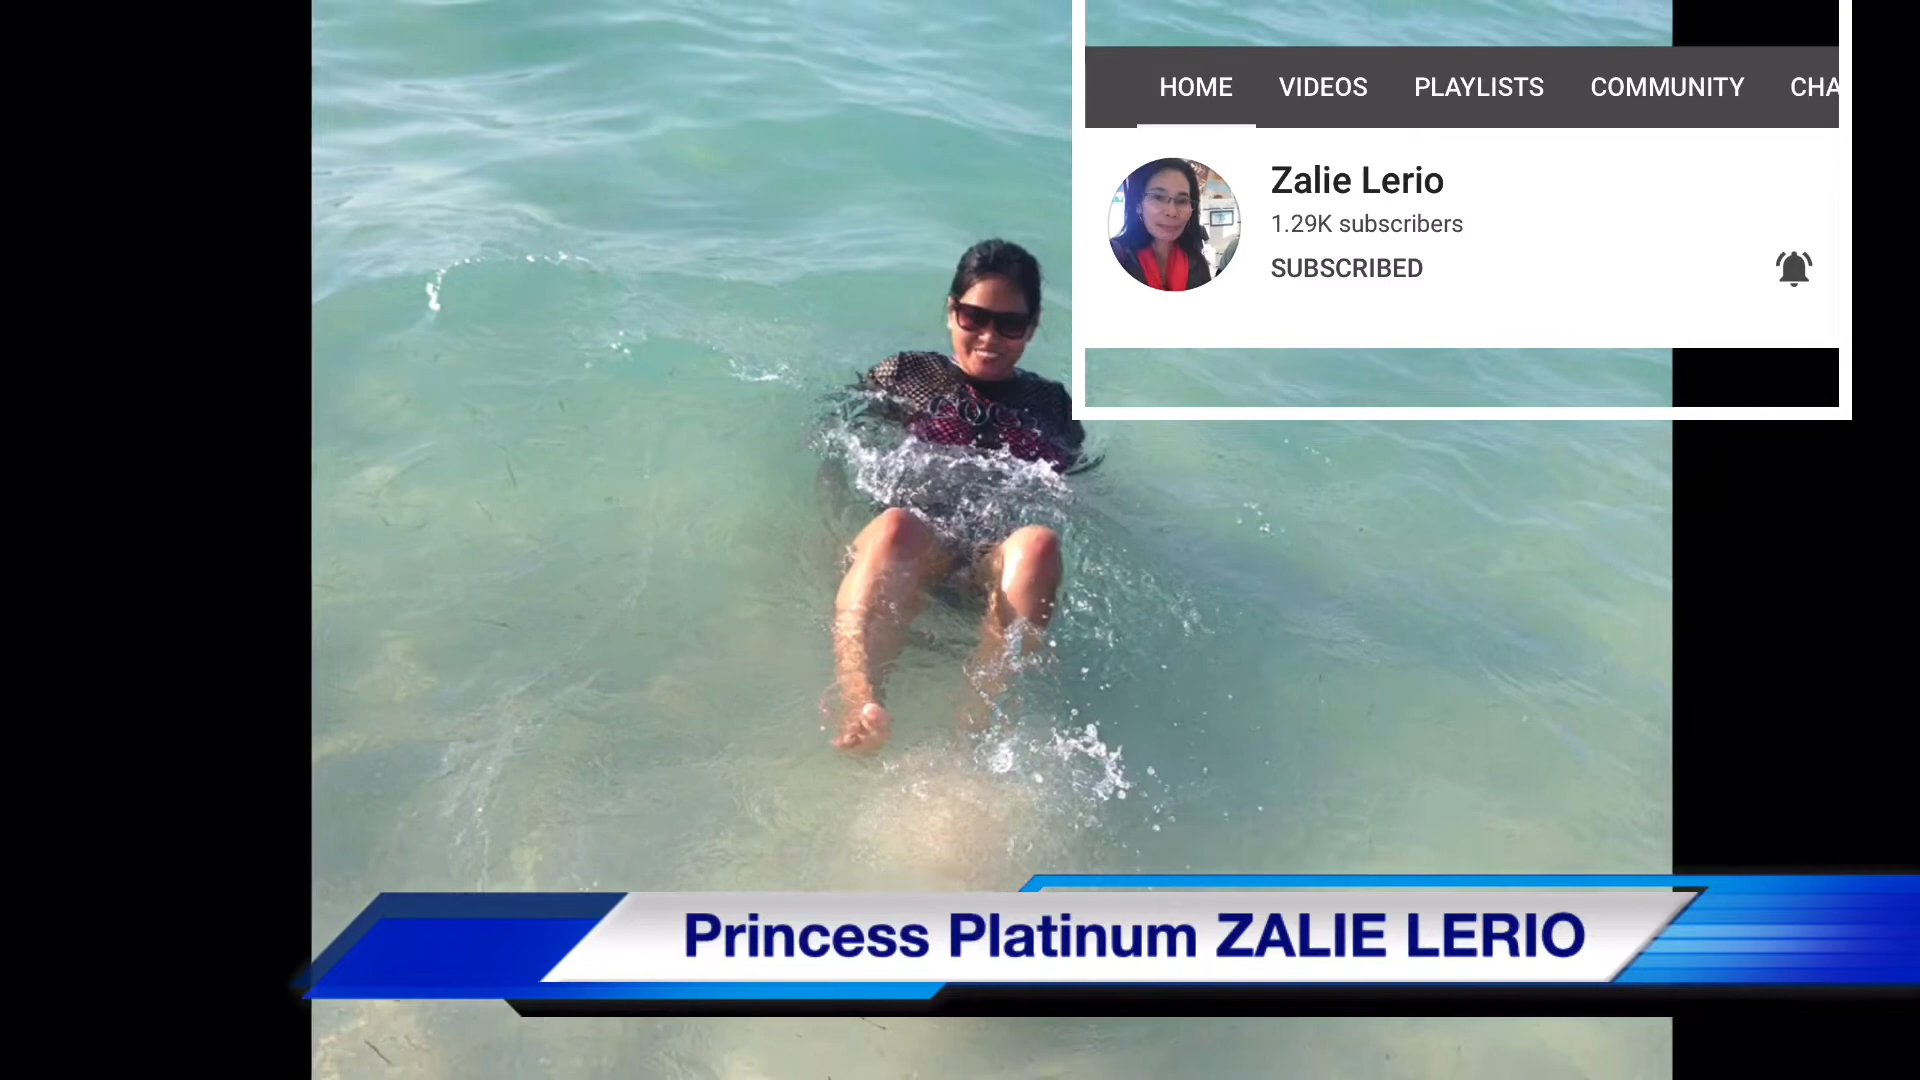 HOME VIDEOS PLAYLISTS COMMUNITY CHA
Zalie Lerio
1.29K subscribers
SUBSCRIBED
Princess Platinum ZALIE LERIO